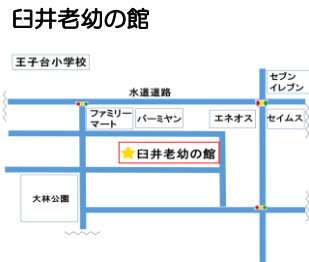 臼井老幼の館
王子台小学校
セブン
イレブン
水道道路
ファミリー
マート
バーミヤン
エネオス
セイムス
臼井老幼の館
大林公園